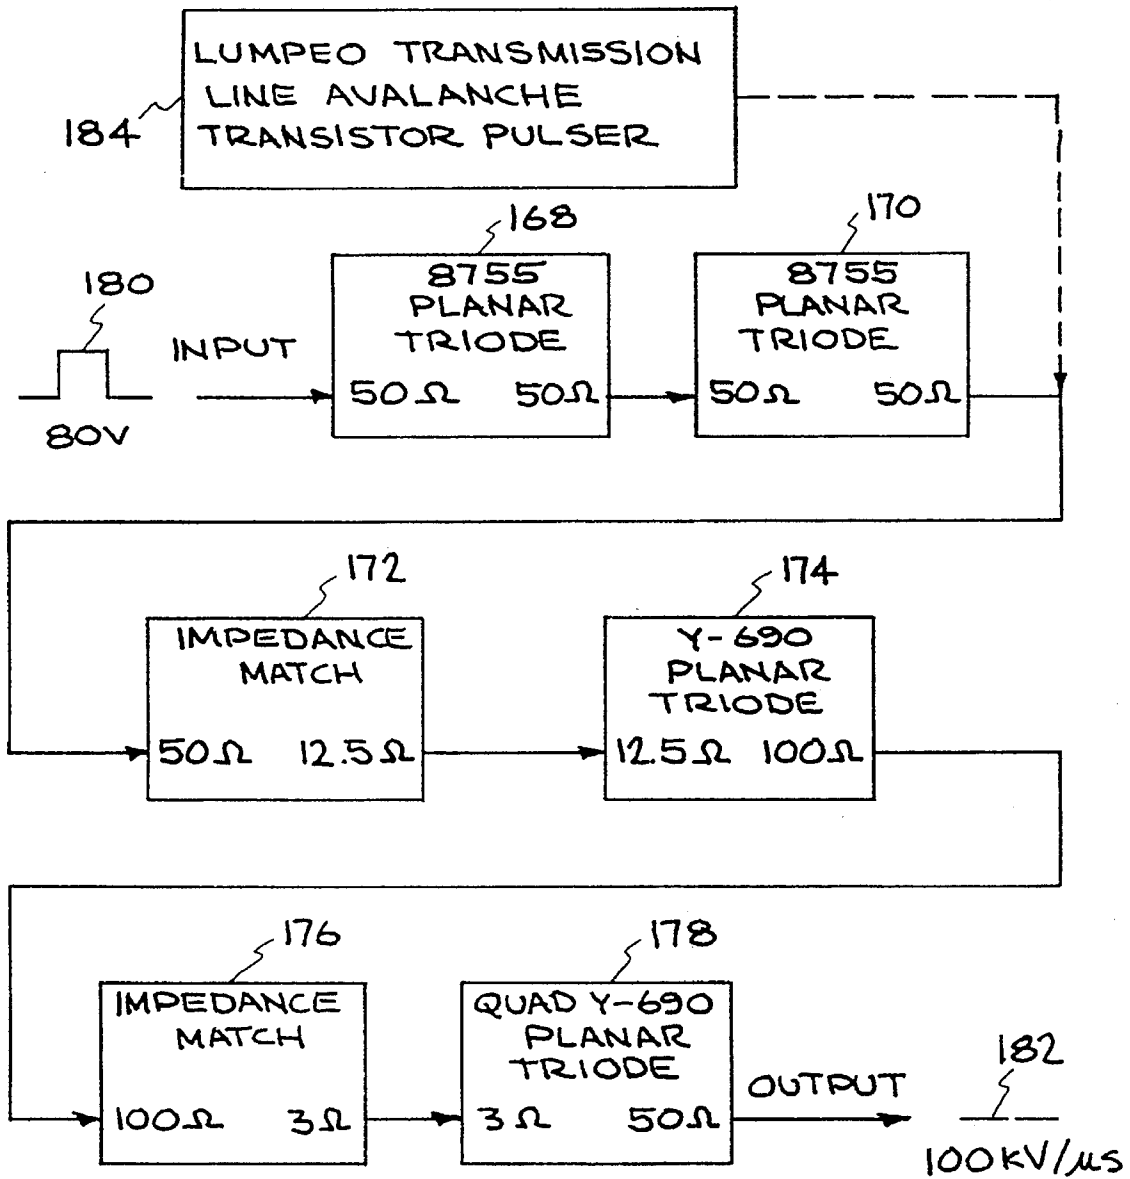 LUMPEO TRANSMISSION
LINE AVALANCHE
TRANSISTOR PULSER
184
168
170
180
8755
PLANAR
TRIODE
50Ω 50Ω
8755
PLANAR
TRIODE
50Ω 50Ω
INPUT
80V
172
174
IMPEDANCE
MATCH
50Ω 12.5Ω
Y-690
PLANAR
TRIODE
12.5Ω 100Ω
176
178
IMPEDANCE
MATCH
100Ω 3Ω
QUAD Y-690
PLANAR
TRIODE
3Ω 50Ω
OUTPUT
182
100KV/μS